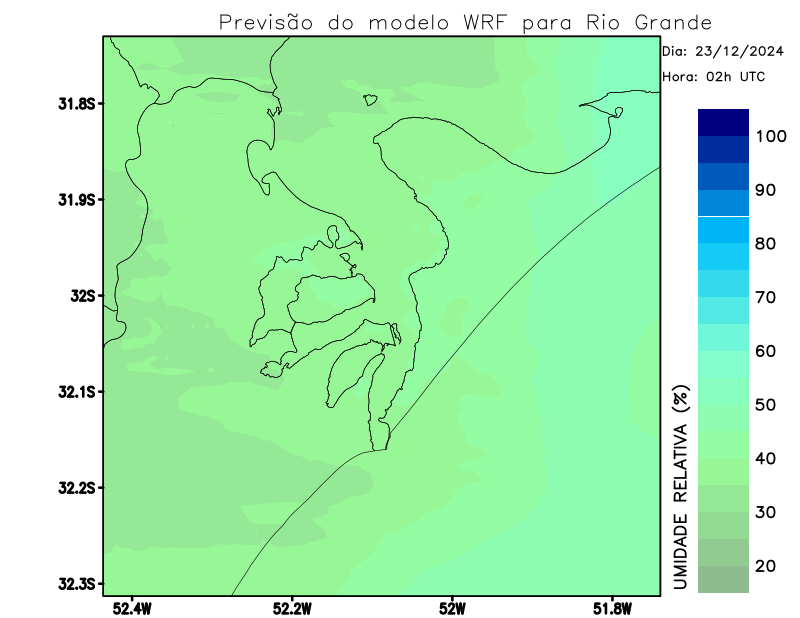 Previsão do modelo WRF para Rio Grande
Dia: 23/12/2024
Hora: 02h UTC
31.8S
31.9S
32S
32.1S
32.2S
32.3S
52.4W
52.2W
52W
51.8W
100
90
80
70
60
50
40
30
20
UMIDADE RELATIVA (%)